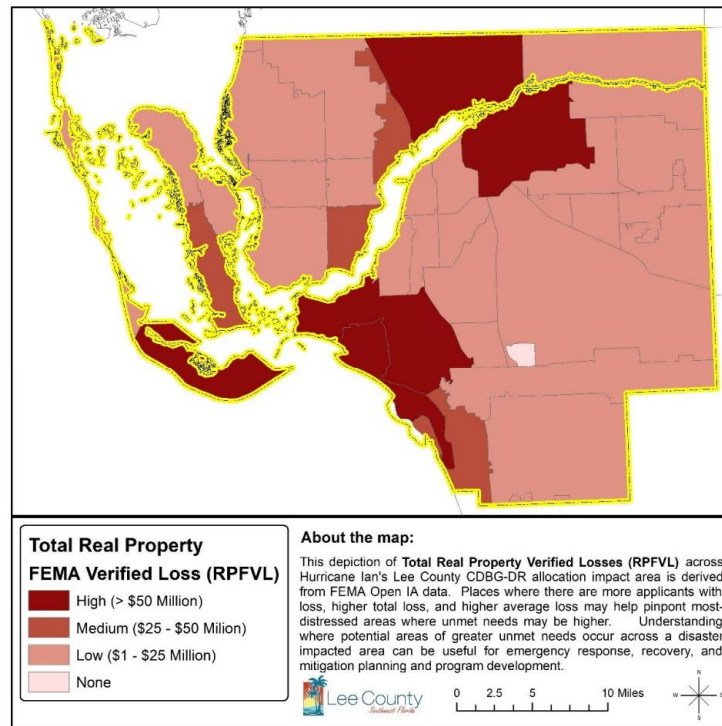 Total Real Property
FEMA Verified Loss (RPFVL)
High (> $50 Million)
Medium ($25 - $50 Milion)
Low ($1 - $25 Million)
None
About the map:
This depiction of Total Real Property Verified Losses (RPFVL) across
Hurricane Ian's Lee County CDBG-DR allocation impact area is derived
from FEMA Open IA data. Places where there are more applicants with
loss, higher total loss, and higher average loss may help pinpont most-
distressed areas where unmet needs may be higher. Understanding
where potential areas of greater unmet needs occur across a disaster
impacted area can be useful for emergency response, recovery, and
mitigation planning and program development.
Lee County
Southwest Florida
0 2.5 5 10 Miles
N
W E
S